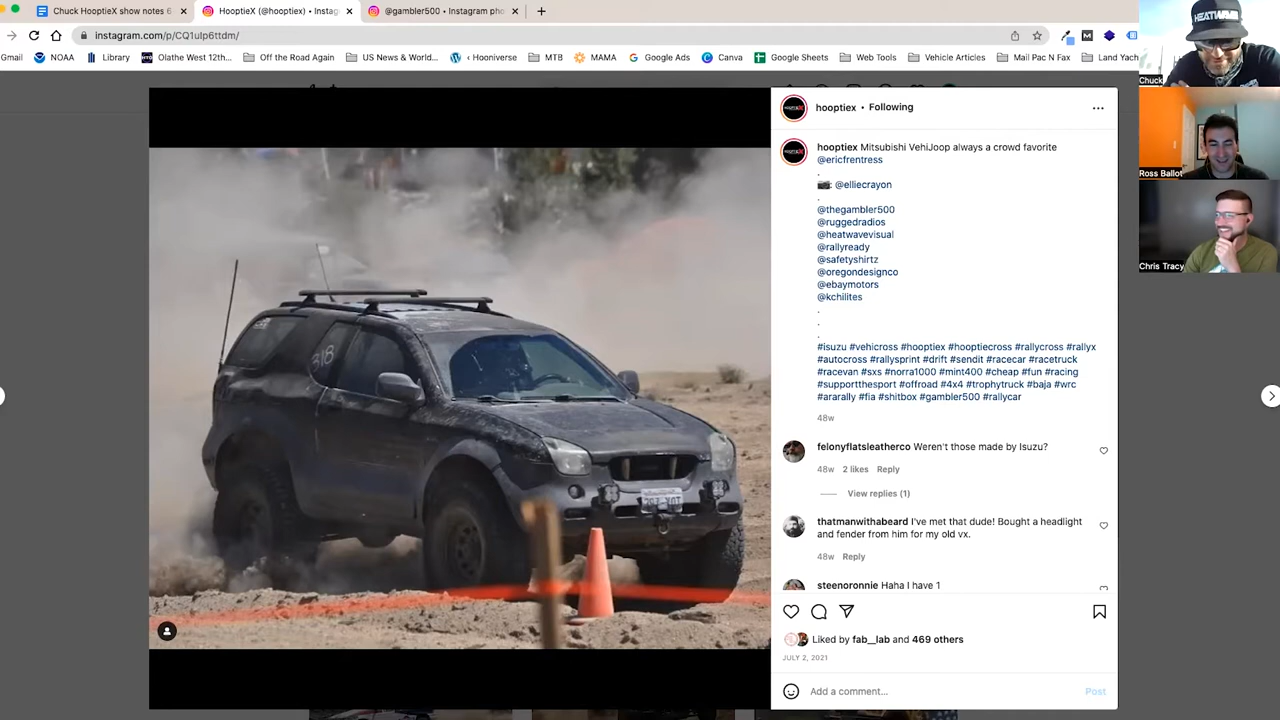 Chuck HooptieX show notes 6
HooptieX (@hooptiex) • Instag
@gambler500 • Instagram pho
instagram.com/p/CQ1ulp6ttdm/
Gmail
NOAA
Library
Olathe West 12th...
Off the Road Again
US News & World...
‹ Hooniverse
MTB
MAMA
Google Ads
Canva
Google Sheets
Web Tools
Vehicle Articles
Mail Pac N Fax
Land Yach
HEATWAVE
Chuck
Ross Ballot
Chris Tracy
318
hooptiex • Following
hooptiex Mitsubishi VehiJoop always a crowd favorite
@ericfrentress
.
: @elliecrayon
.
@thegambler500
@ruggedradios
@heatwavevisual
@rallyready
@safetyshirtz
@oregondesignco
@ebaymotors
@kchilites
.
.
.
#isuzu #vehicross #hooptiex #hooptiecross #rallycross #rallyx
#autocross #rallysprint #drift #sendit #racecar #racetruck
#racevan #sxs #norra1000 #mint400 #cheap #fun #racing
#supportthesport #offroad #4x4 #trophytruck #baja #wrc
#ararally #fia #shitbox #gambler500 #rallycar
48w
felonyflatsleatherco Weren't those made by Isuzu?
48w 2 likes Reply
View replies (1)
thatmanwithabeard I've met that dude! Bought a headlight
and fender from him for my old vx.
48w Reply
steenoronnie Haha I have 1
Liked by fab__lab and 469 others
JULY 2, 2021
Add a comment...
Post